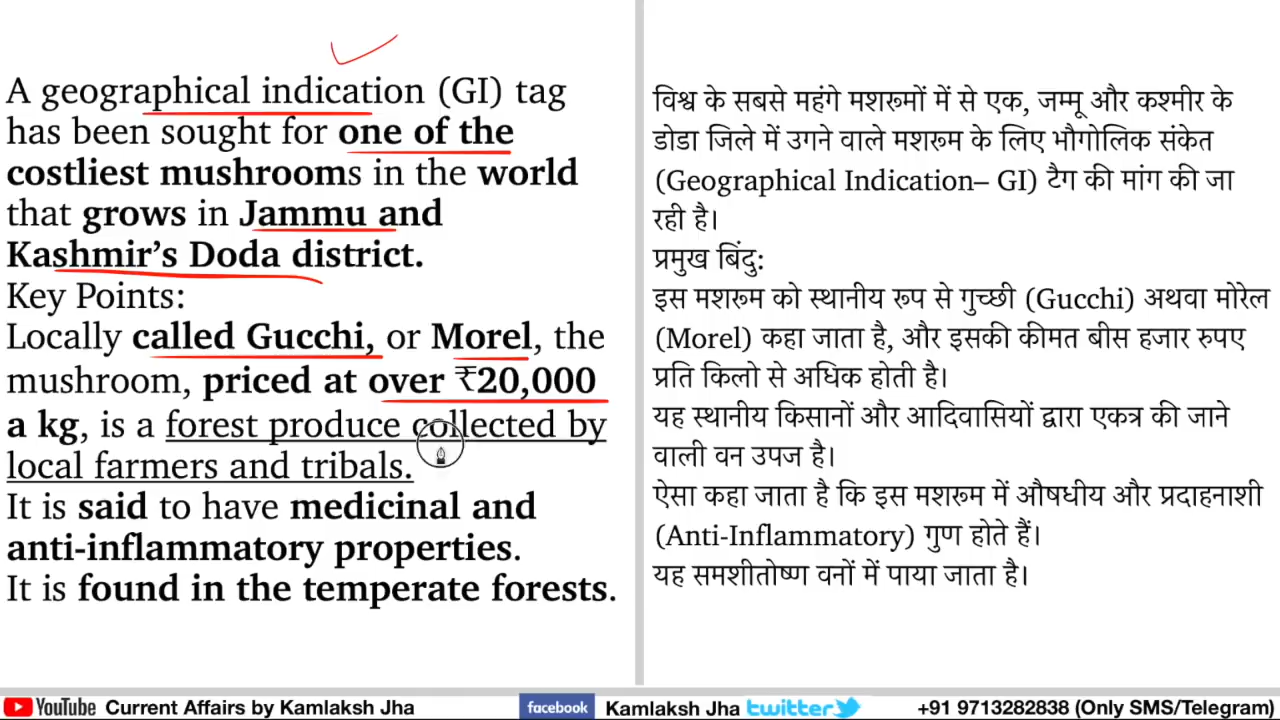 A geographical indication (GI) tag
has been sought for one of the
costliest mushrooms in the world
that grows in Jammu and
Kashmir’s Doda district.
Key Points:
Locally called Gucchi, or Morel, the
mushroom, priced at over ₹20,000
a kg, is a forest produce collected by
local farmers and tribals.
It is said to have medicinal and
anti-inflammatory properties.
It is found in the temperate forests.
विश्व के सबसे महंगे मशरूमों में से एक, जम्मू और कश्मीर के
डोडा जिले में उगने वाले मशरूम के लिए भौगोलिक संकेत
(Geographical Indication– GI) टैग की मांग की जा
रही है।
प्रमुख बिंदु:
इस मशरूम को स्थानीय रूप से गुच्छी (Gucchi) अथवा मोरेल
(Morel) कहा जाता है, और इसकी कीमत बीस हजार रुपए
प्रति किलो से अधिक होती है।
यह स्थानीय किसानों और आदिवासियों द्वारा एकत्र की जाने
वाली वन उपज है।
ऐसा कहा जाता है कि इस मशरूम में औषधीय और प्रदाहनाशी
(Anti-Inflammatory) गुण होते हैं।
यह समशीतोष्ण वनों में पाया जाता है।
YouTube Current Affairs by Kamlaksh Jha facebook Kamlaksh Jha twitter +91 9713282838 (Only SMS/Telegram)